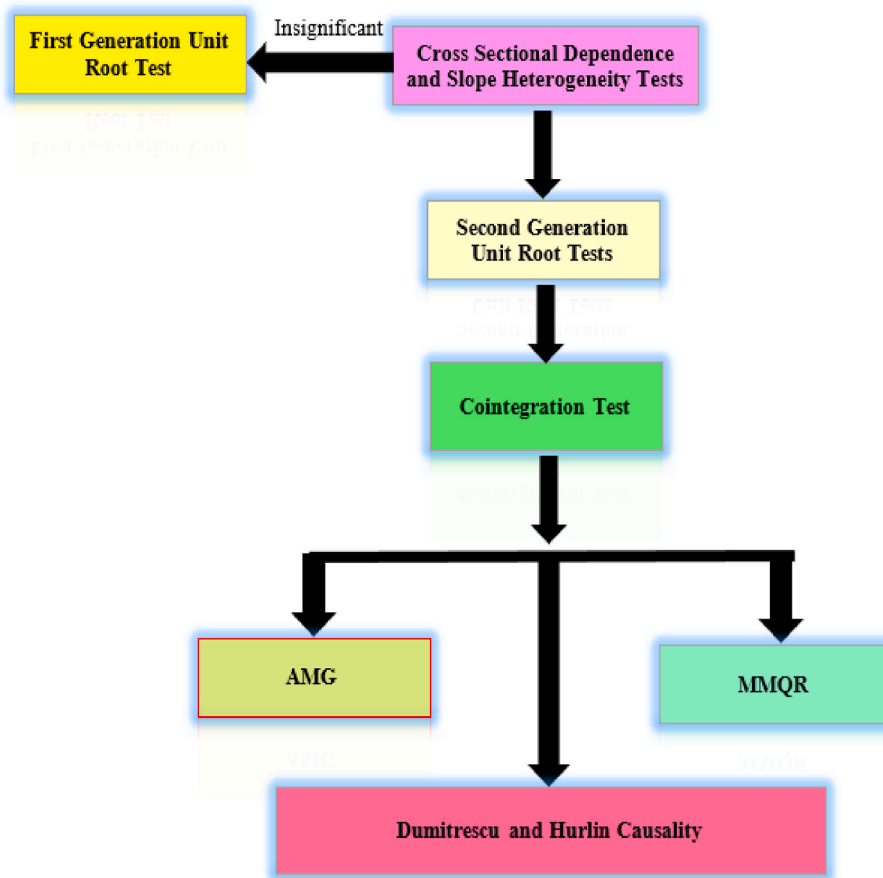 First Generation Unit
Root Test
Insignificant
Cross Sectional Dependence
and Slope Heterogeneity Tests
Second Generation
Unit Root Tests
Cointegration Test
AMG
MMQR
Dumitrescu and Hurlin Causality